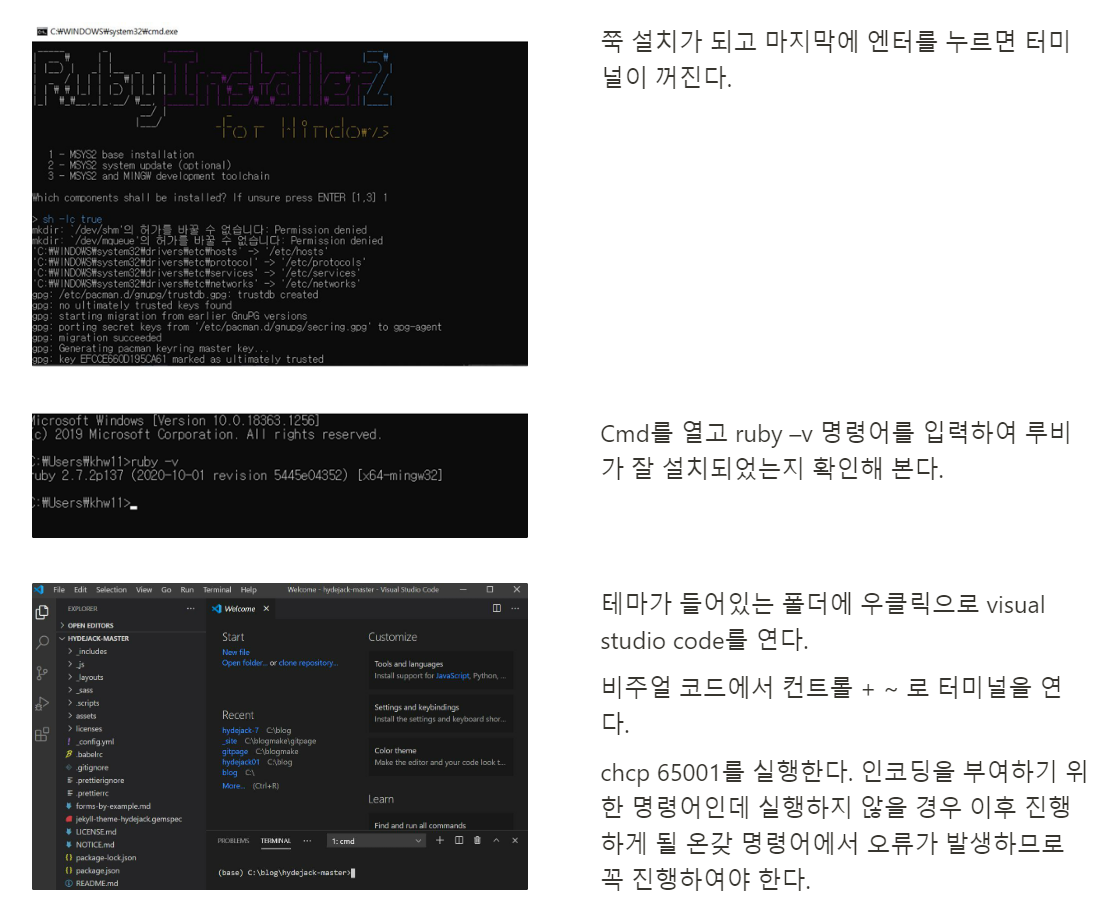 C:₩WINDOWS₩system32₩cmd.exe
RubyInstaller2
for Windows
1 - MSYS2 base installation
2 - MSYS2 system update (optional)
3 - MSYS2 and MINGW development toolchain
Which components shall be installed? If unsure press ENTER [1,3] 1
> sh -lc true
mkdir: `/dev/shm'의 허가를 바꿀 수 없습니다: Permission denied
mkdir: `/dev/mqueue'의 허가를 바꿀 수 없습니다: Permission denied
'C:₩WINDOWS₩system32₩drivers₩etc₩hosts' -> '/etc/hosts'
'C:₩WINDOWS₩system32₩drivers₩etc₩protocol' -> '/etc/protocols'
'C:₩WINDOWS₩system32₩drivers₩etc₩services' -> '/etc/services'
'C:₩WINDOWS₩system32₩drivers₩etc₩networks' -> '/etc/networks'
gpg: /etc/pacman.d/gnupg/trustdb.gpg: trustdb created
gpg: no ultimately trusted keys found
gpg: starting migration from earlier GnuPG versions
gpg: porting secret keys from '/etc/pacman.d/gnupg/secring.gpg' to gpg-agent
gpg: migration succeeded
gpg: Generating pacman keyring master key...
gpg: key EFCCE660D195CA61 marked as ultimately trusted
쭉 설치가 되고 마지막에 엔터를 누르면 터미
널이 꺼진다.
Microsoft Windows [Version 10.0.18363.1256]
(c) 2019 Microsoft Corporation. All rights reserved.
C:₩Users₩khw11>ruby -v
ruby 2.7.2p137 (2020-10-01 revision 5445e04352) [x64-mingw32]
C:₩Users₩khw11>
Cmd를 열고 ruby –v 명령어를 입력하여 루비
가 잘 설치되었는지 확인해 본다.
File Edit Selection View Go Run Terminal Help Welcome - hydejack-master - Visual Studio Code
EXPLORER
OPEN EDITORS
HYDEJACK-MASTER
_includes
_js
_layouts
_sass
.scripts
assets
licenses
_config.yml
.babelrc
.gitignore
.prettierignore
.prettierrc
forms-by-example.md
jekyll-theme-hydejack.gemspec
LICENSE.md
NOTICE.md
package-lock.json
package.json
README.md
Welcome
Start
New file
Open folder... or clone repository...
Recent
hydejack-7 C:\blog
_site C:\blogmake\gitpage
gitpage C:\blogmake
hydejack01 C:\blog
blog C:\
More... (Ctrl+R)
Customize
Tools and languages
Install support for JavaScript, Python, ...
Settings and keybindings
Install the settings and keyboard shor...
Color theme
Make the editor and your code look t...
Learn
Find and run all commands
PROBLEMS TERMINAL ... 1: cmd
(base) C:\blog\hydejack-master>
테마가 들어있는 폴더에 우클릭으로 visual
studio code를 연다.
비주얼 코드에서 컨트롤 + ~ 로 터미널을 연
다.
chcp 65001를 실행한다. 인코딩을 부여하기 위
한 명령어인데 실행하지 않을 경우 이후 진행
하게 될 온갖 명령어에서 오류가 발생하므로
꼭 진행하여야 한다.